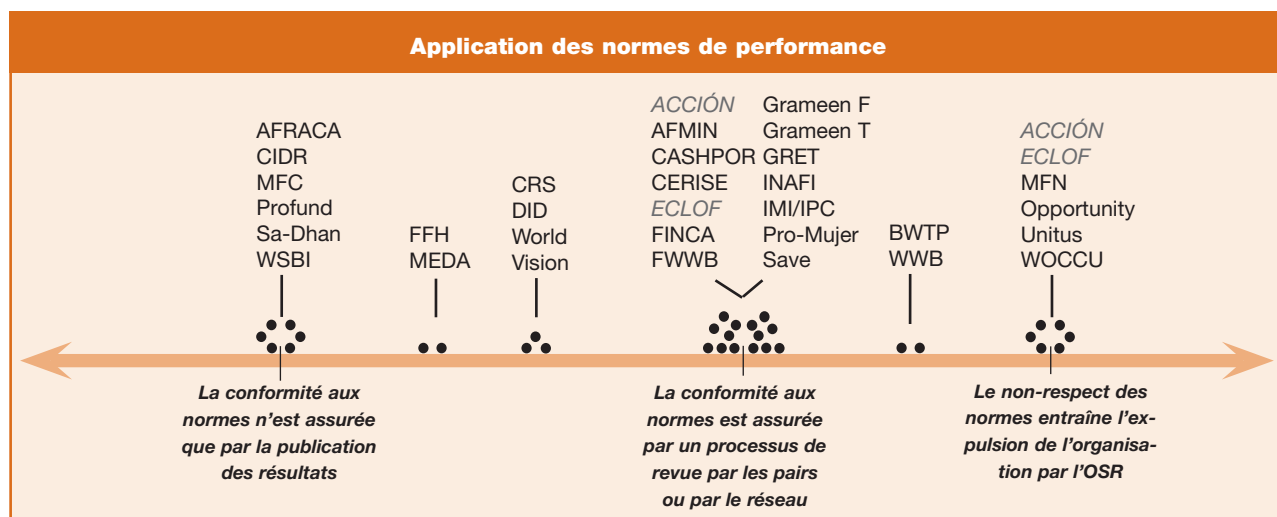 Application des normes de performance
AFRACA
CIDR
MFC
Profund
Sa-Dhan
WSBI
FFH
MEDA
CRS
DID
World
Vision
ACCIÓN
AFMIN
CASHPOR
CERISE
ECLOF
FINCA
FWWB
Grameen F
Grameen T
GRET
INAFI
IMI/IPC
Pro-Mujer
Save
BWTP
WWB
ACCIÓN
ECLOF
MFN
Opportunity
Unitus
WOCCU
La conformité aux
normes n’est assurée
que par la publication
des résultats
La conformité aux
normes est assurée
par un processus de
revue par les pairs
ou par le réseau
Le non-respect des
normes entraîne l’ex-
pulsion de l’organisa-
tion par l’OSR